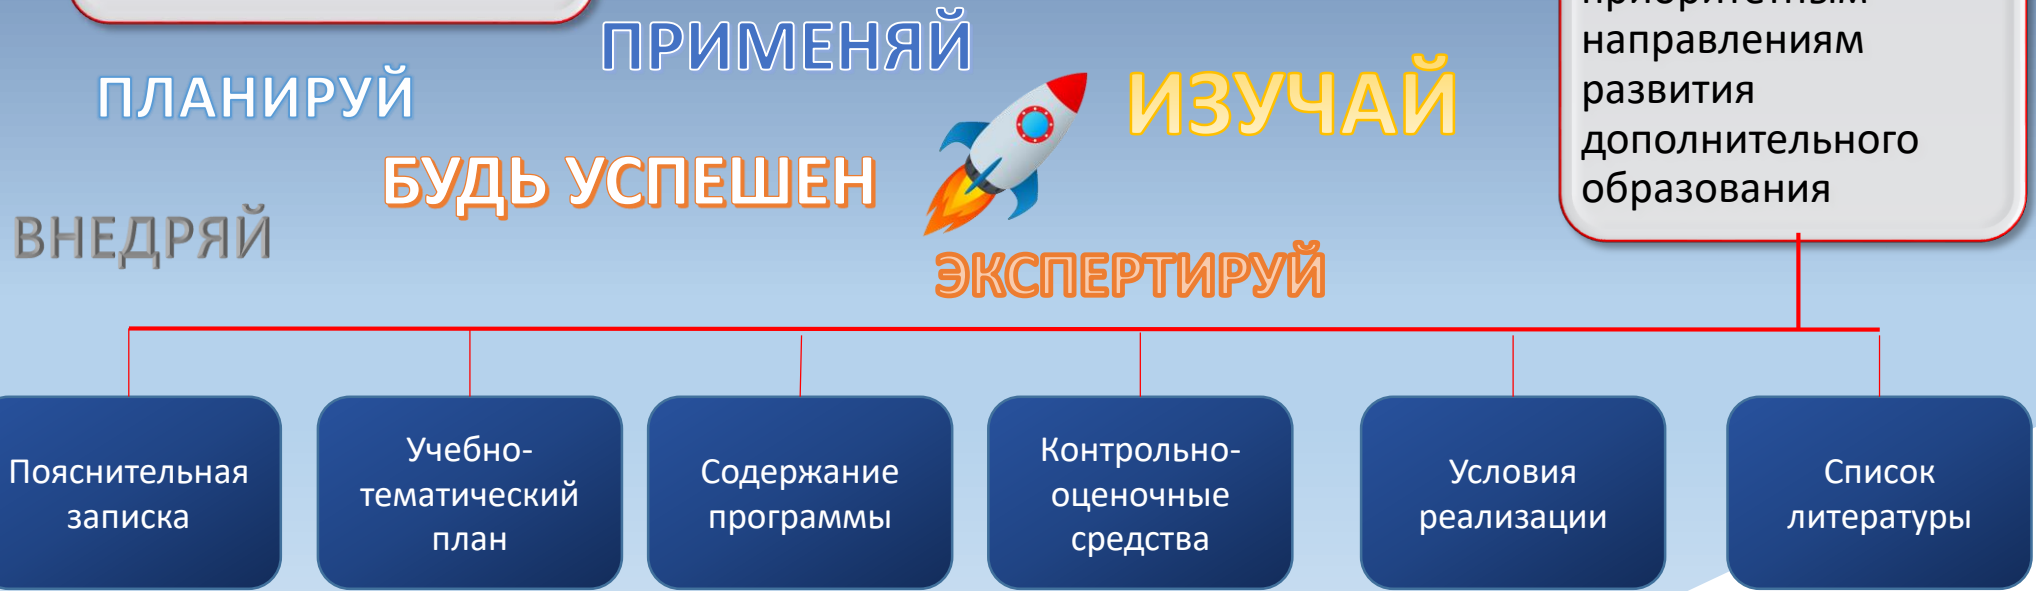 приоритетным
направлениям
развития
дополнительного
образования
ПРИМЕНЯЙ
ПЛАНИРУЙ
ИЗУЧАЙ
БУДЬ УСПЕШЕН
ВНЕДРЯЙ
ЭКСПЕРТИРУЙ
Пояснительная
записка
Учебно-
тематический
план
Содержание
программы
Контрольно-
оценочные
средства
Условия
реализации
Список
литературы